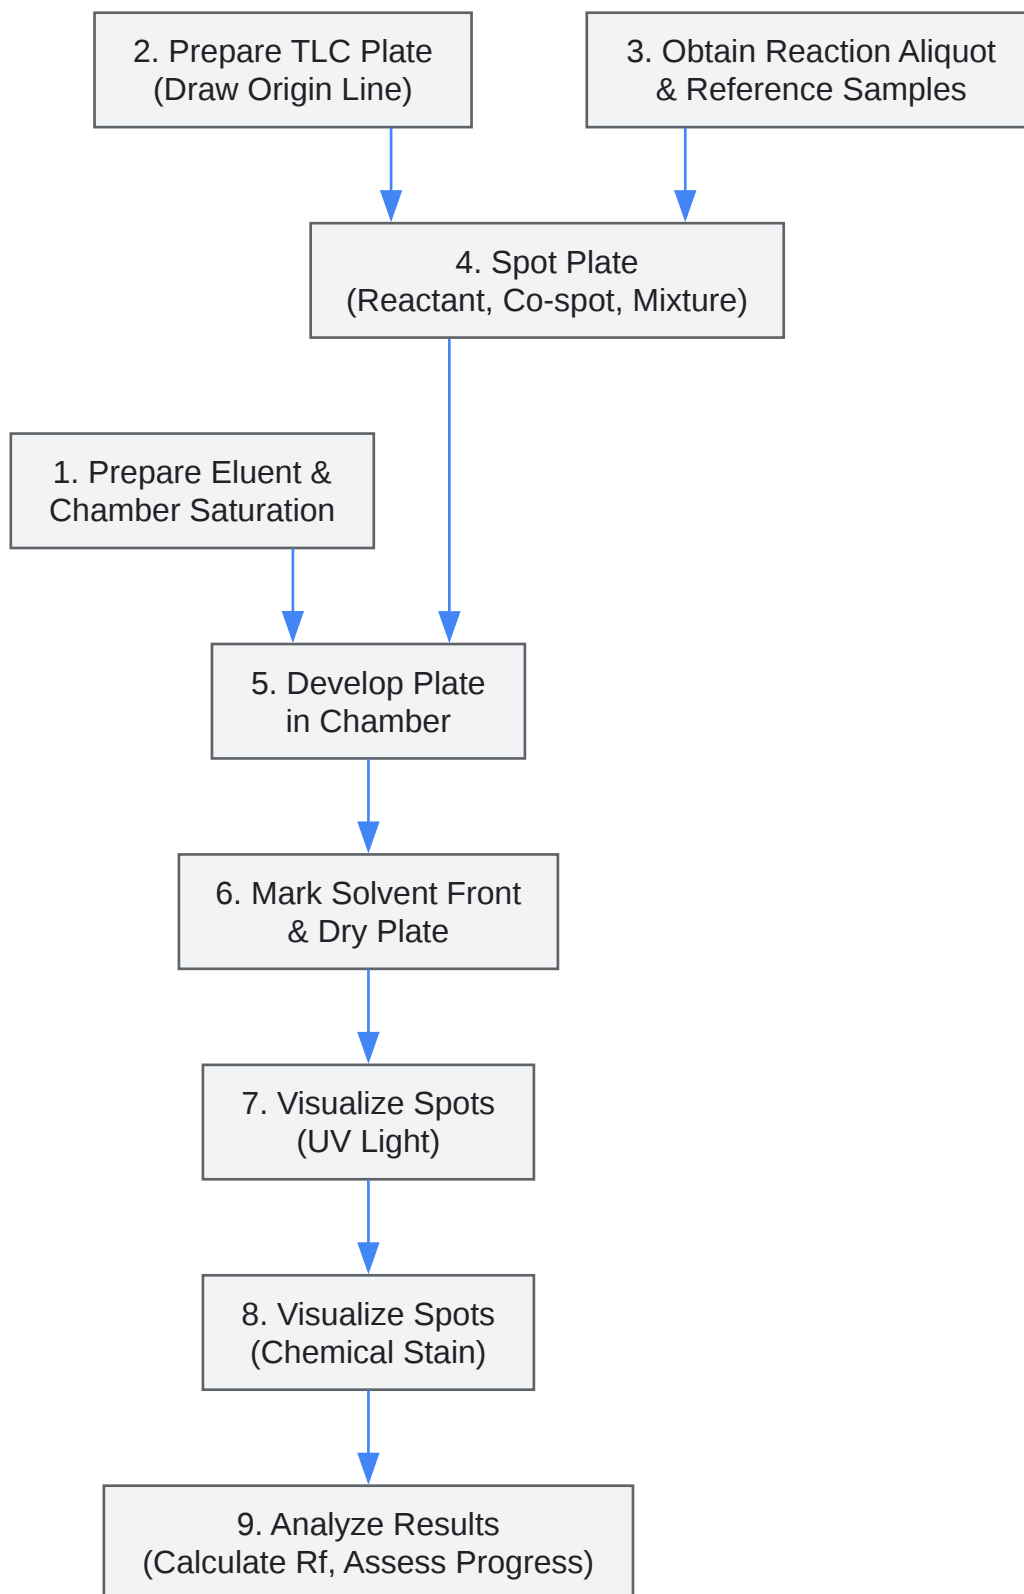 2. Prepare TLC Plate
(Draw Origin Line)
3. Obtain Reaction Aliquot
& Reference Samples
4. Spot Plate
(Reactant, Co-spot, Mixture)
1. Prepare Eluent &
Chamber Saturation
5. Develop Plate
in Chamber
6. Mark Solvent Front
& Dry Plate
7. Visualize Spots
(UV Light)
8. Visualize Spots
(Chemical Stain)
9. Analyze Results
(Calculate Rf, Assess Progress)